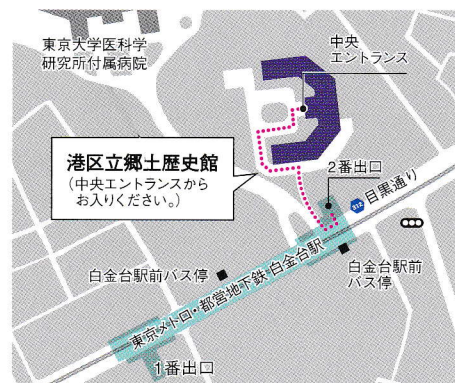 東京大学医科学
研究所付属病院
中央
エントランス
港区立郷土歴史館
(中央エントランスから
お入りください。)
2番出口
312
目黒通り
白金台駅前バス停
白金台駅前
バス停
東京メトロ・都営地下鉄 白金台駅
1番出口